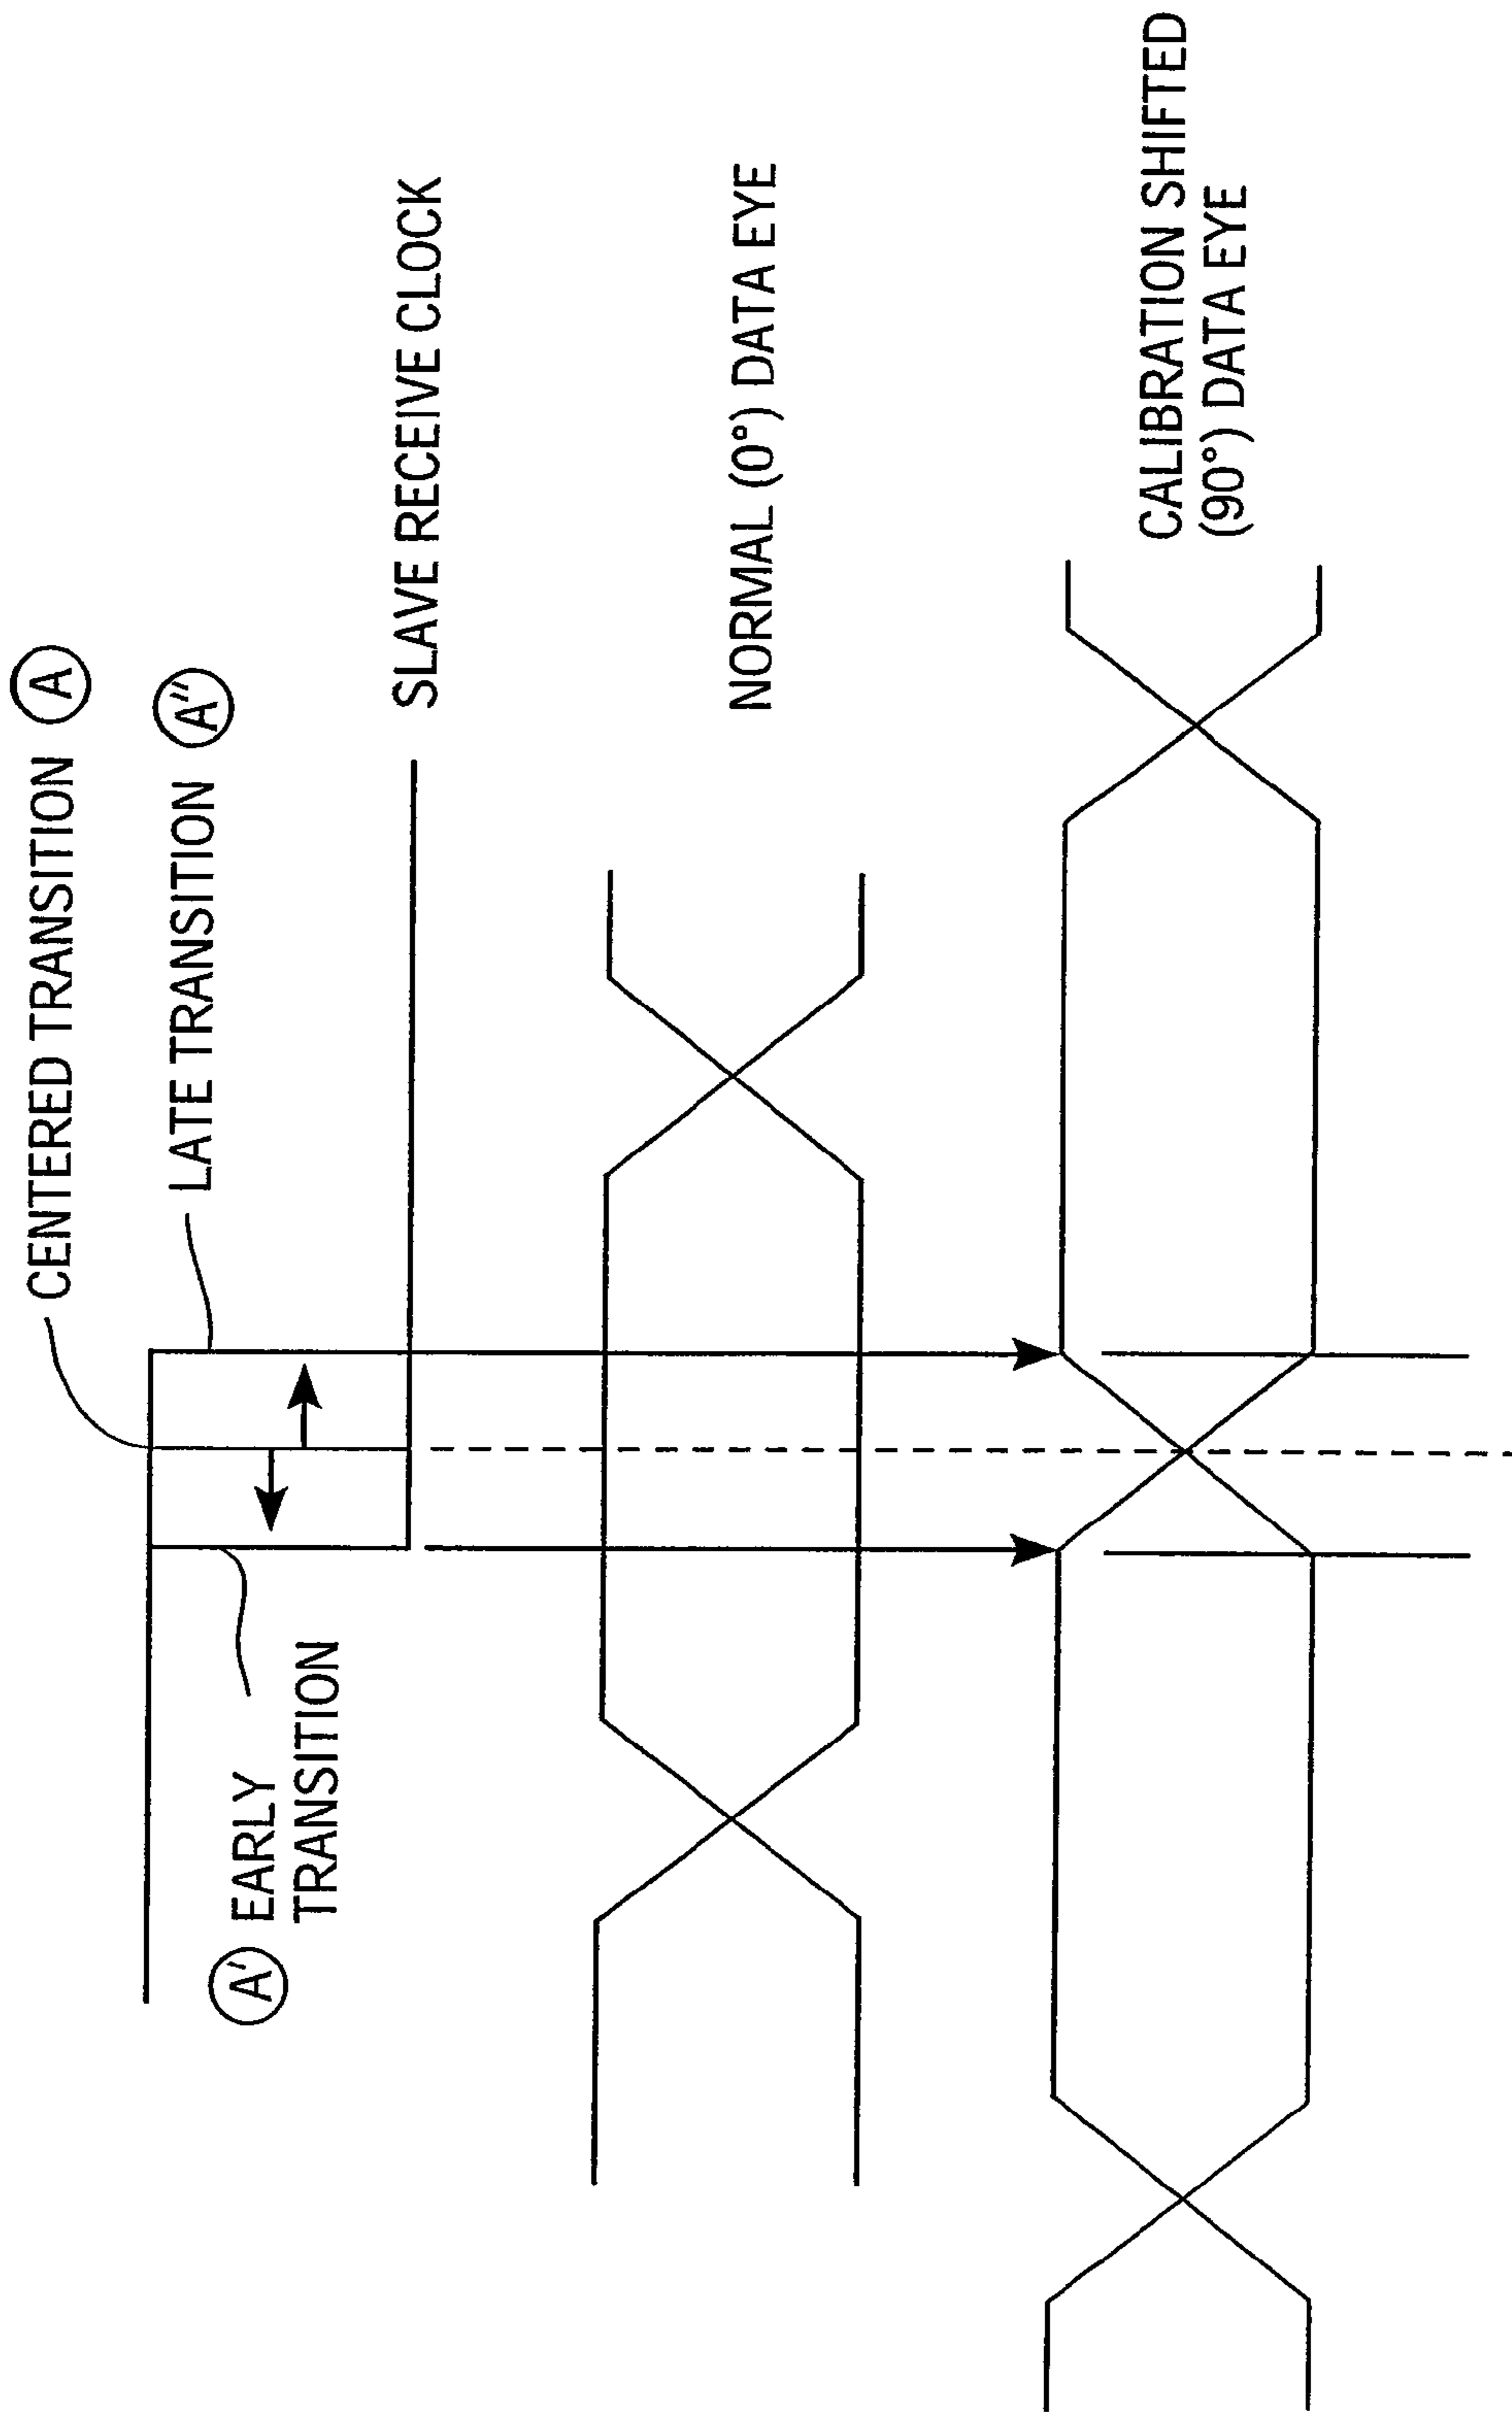 CENTERED TRANSITION A
LATE TRANSITION A"
A' EARLY
TRANSITION
SLAVE RECEIVE CLOCK
NORMAL (0°) DATA EYE
CALIBRATION SHIFTED
(90°) DATA EYE